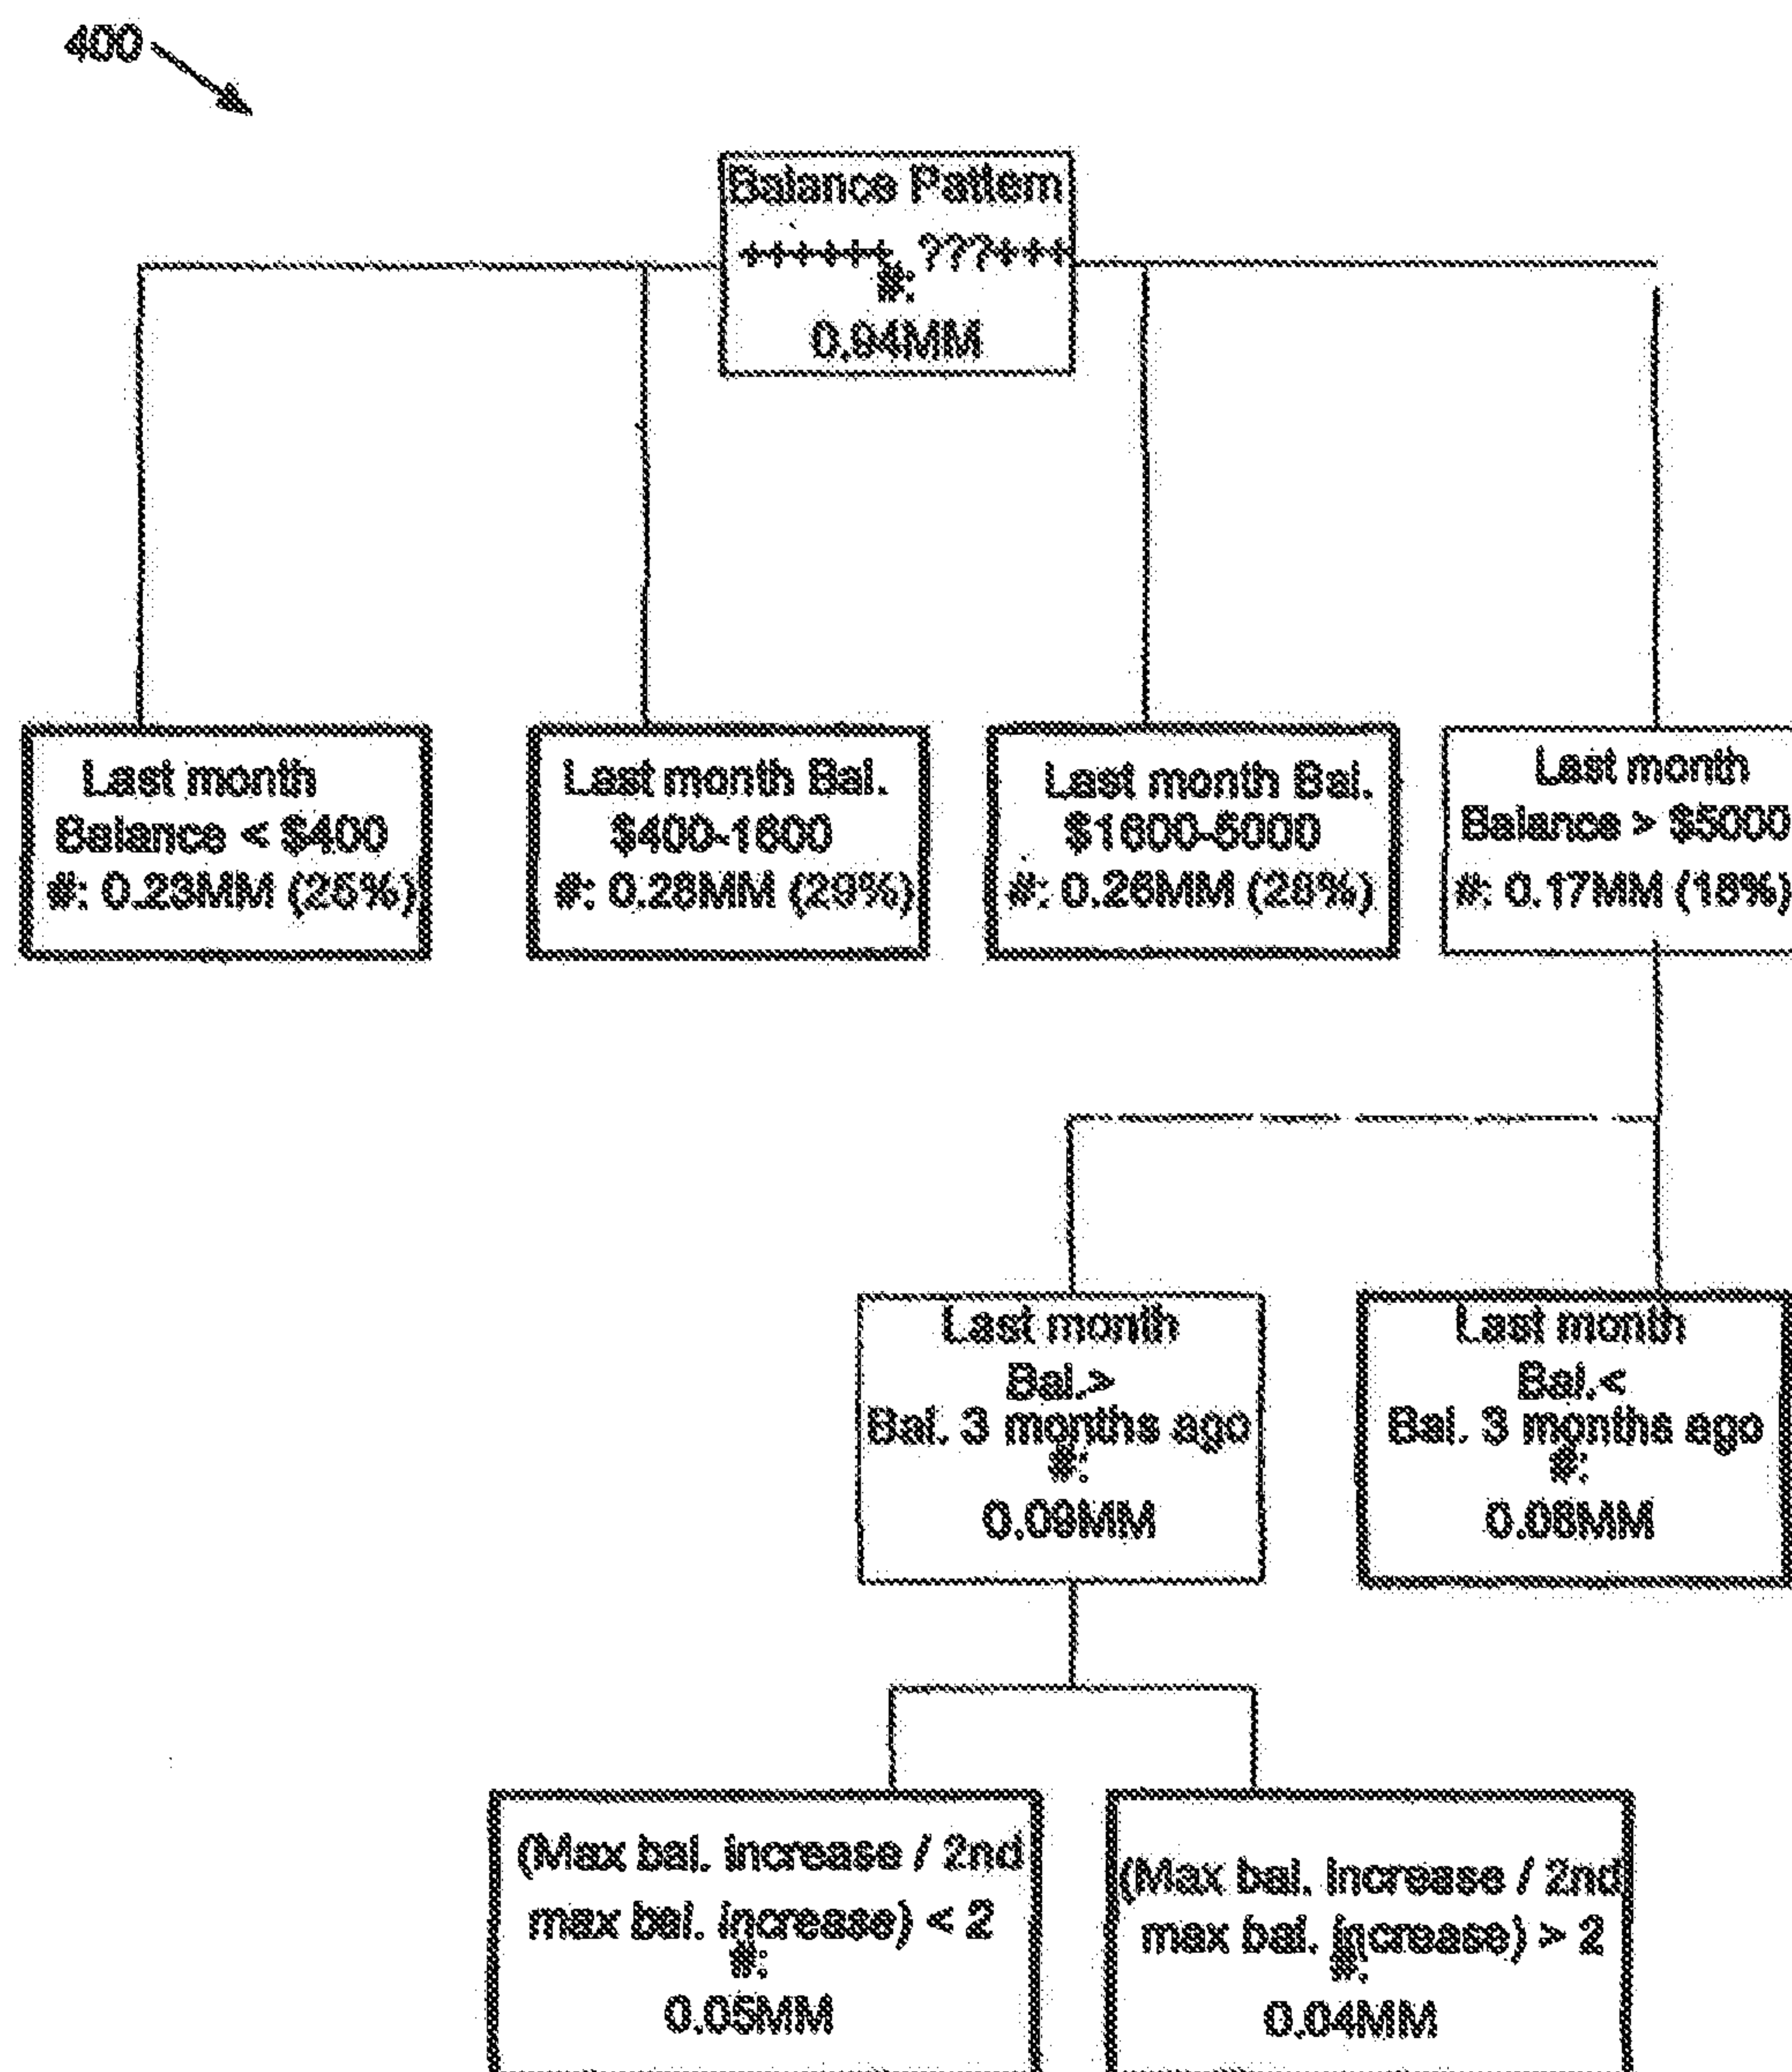 400
Balance Pattern
++++++, ???+++
#:
0.94MM
Last month
Balance < $400
#: 0.23MM (25%)
Last month Bal.
$400-1600
#: 0.28MM (29%)
Last month Bal.
$1600-5000
#: 0.26MM (28%)
Last month
Balance > $5000
#: 0.17MM (18%)
Last month
Bal.>
Bal. 3 months ago
#:
0.09MM
Last month
Bal.<
Bal. 3 months ago
#:
0.08MM
(Max bal. increase / 2nd
max bal. increase) < 2
#:
0.05MM
(Max bal. increase / 2nd
max bal. increase) > 2
#:
0.04MM